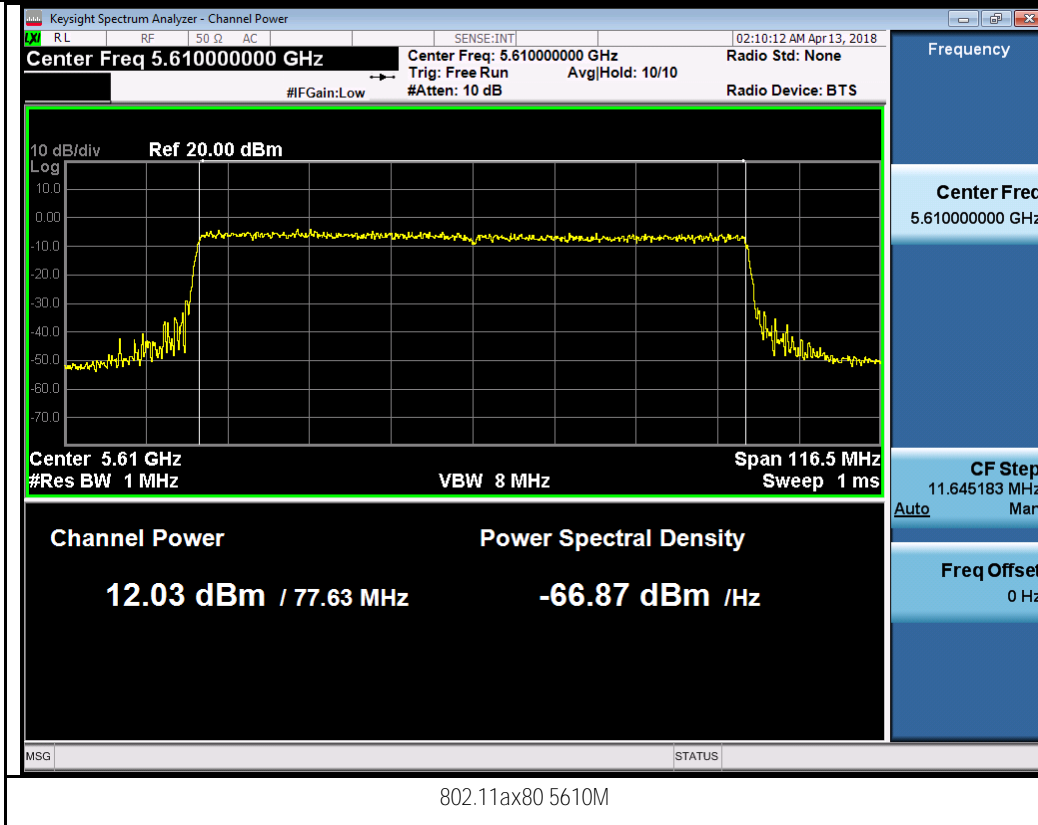 Keysight Spectrum Analyzer - Channel Power
LXI RL RF 50 Ω AC SENSE:INT 02:10:12 AM Apr 13, 2018
Center Freq 5.610000000 GHz
Center Freq: 5.610000000 GHz
Radio Std: None
Trig: Free Run Avg|Hold: 10/10
#IFGain:Low
#Atten: 10 dB
Radio Device: BTS
Frequency
10 dB/div Ref 20.00 dBm
Log
10.0
0.00
-10.0
-20.0
-30.0
-40.0
-50.0
-60.0
-70.0
Center 5.61 GHz Span 116.5 MHz
#Res BW 1 MHz VBW 8 MHz Sweep 1 ms
Center Freq
5.610000000 GHz
CF Step
11.645183 MHz
Auto Man
Freq Offset
0 Hz
Channel Power Power Spectral Density
12.03 dBm / 77.63 MHz -66.87 dBm /Hz
MSG STATUS
802.11ax80 5610M